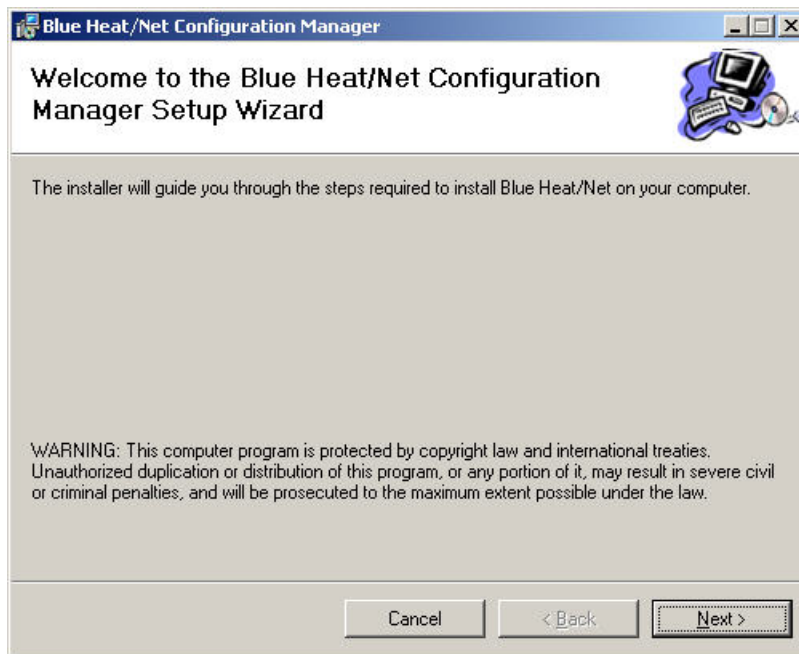 Blue Heat/Net Configuration Manager
Welcome to the Blue Heat/Net Configuration
Manager Setup Wizard
The installer will guide you through the steps required to install Blue Heat/Net on your computer.
WARNING: This computer program is protected by copyright law and international treaties.
Unauthorized duplication or distribution of this program, or any portion of it, may result in severe civil
or criminal penalties, and will be prosecuted to the maximum extent possible under the law.
Cancel < Back Next >